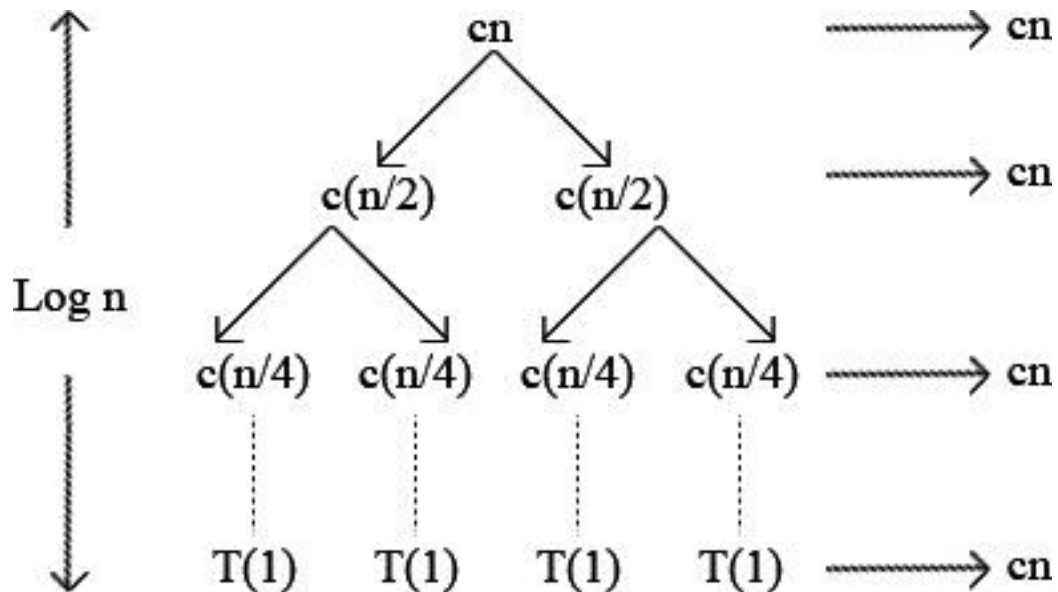 cn cn
c(n/2) c(n/2) cn
Log n
c(n/4) c(n/4) c(n/4) c(n/4) cn
T(1) T(1) T(1) T(1) cn